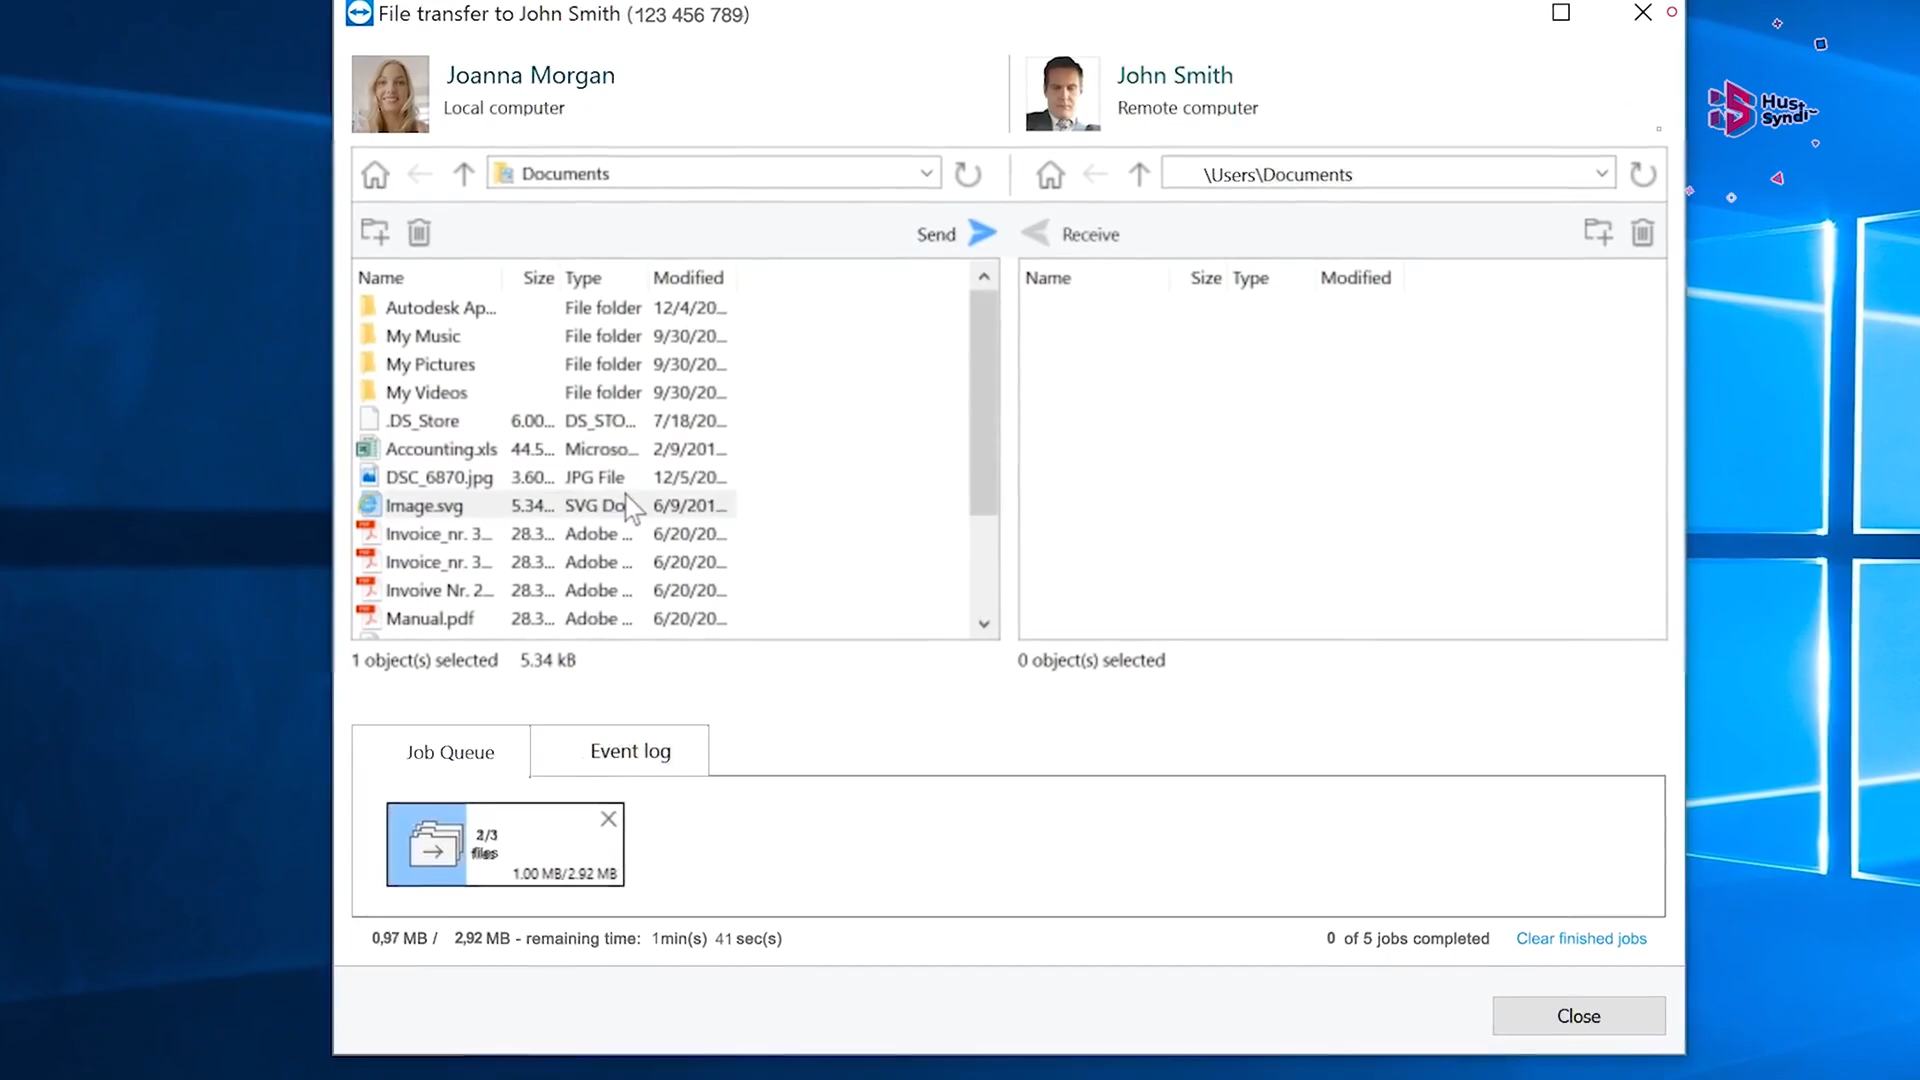 File transfer to John Smith (123 456 789)
Joanna Morgan
Local computer
John Smith
Remote computer
Documents
\Users\Documents
Send
Receive
Name Size Type Modified
Autodesk Ap... File folder 12/4/20...
My Music File folder 9/30/20...
My Pictures File folder 9/30/20...
My Videos File folder 9/30/20...
.DS_Store 6.00... DS_STO... 7/18/20...
Accounting.xls 44.5... Microso... 2/9/201...
DSC_6870.jpg 3.60... JPG File 12/5/20...
Image.svg 5.34... SVG Do 6/9/201...
Invoice_nr. 3... 28.3... Adobe ... 6/20/20...
Invoice_nr. 3... 28.3... Adobe ... 6/20/20...
Invoive Nr. 2... 28.3... Adobe ... 6/20/20...
Manual.pdf 28.3... Adobe ... 6/20/20...
Name Size Type Modified
1 object(s) selected 5.34 kB
0 object(s) selected
Job Queue
Event log
2/3
files
1.00 MB/2.92 MB
0,97 MB / 2,92 MB - remaining time: 1min(s) 41 sec(s)
0 of 5 jobs completed
Clear finished jobs
Close